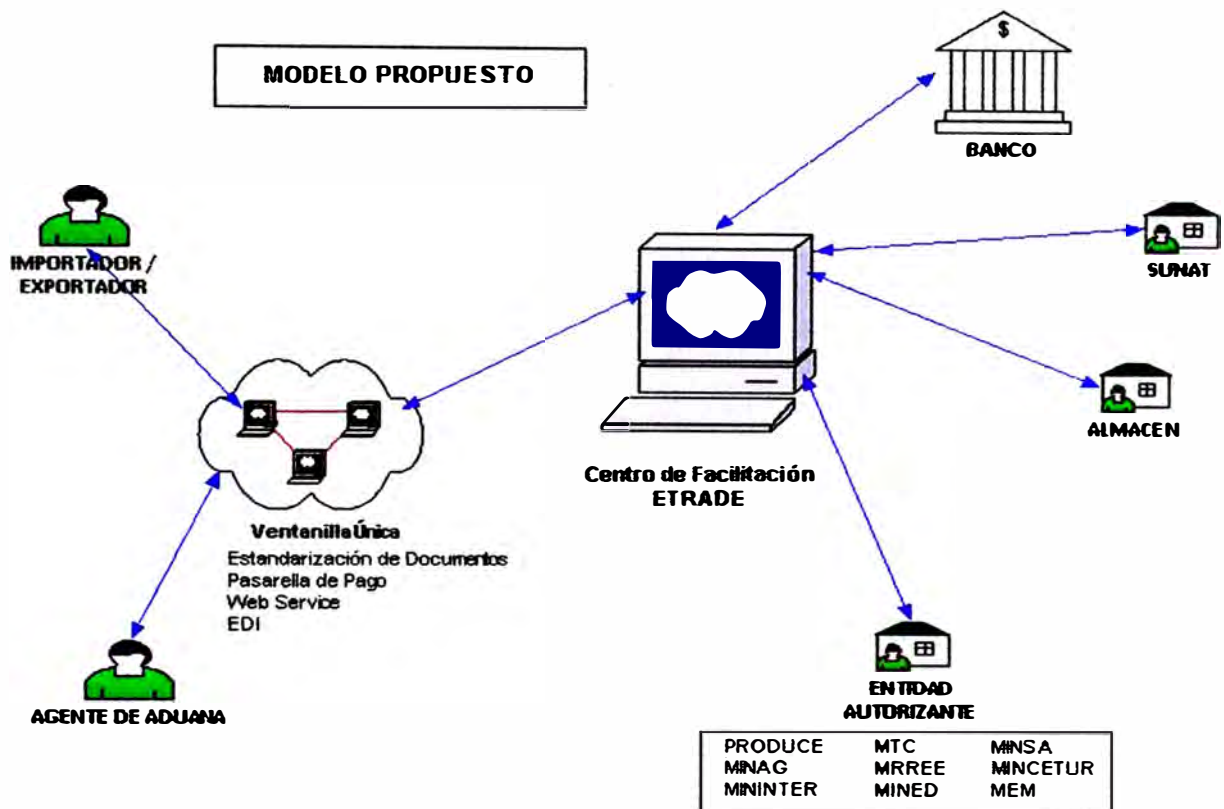 MODELO PROPUESTO
$
BANCO
IMPORTADOR /
EXPORTADOR
SUNAT
ALMACEN
Centro de Facilitación
ETRADE
Ventanilla Única
Estandarización de Documentos
Pasarella de Pago
Web Service
EDI
AGENTE DE ADUANA
ENTIDAD
AUTORIZANTE
PRODUCE MTC MINSA
MINAG MRREE MINCETUR
MININTER MINED MEM